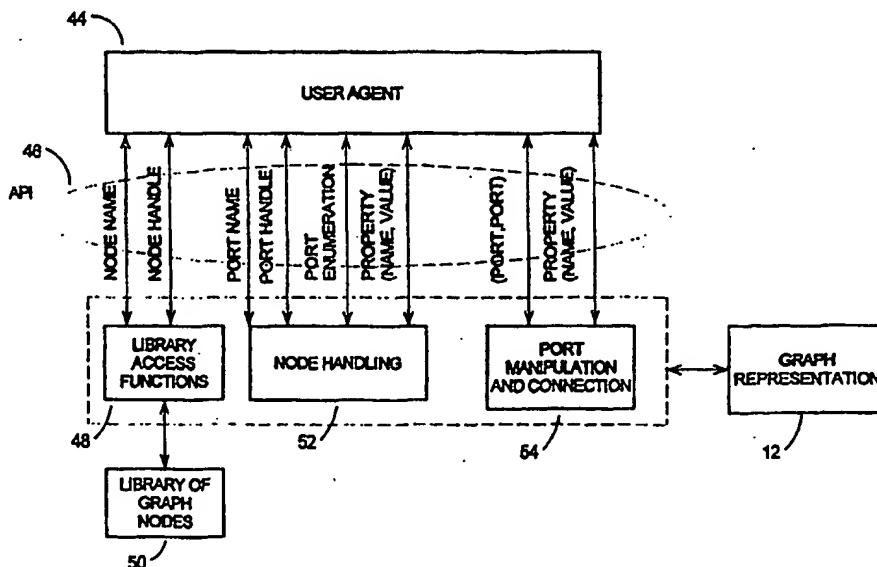 44
USER AGENT
48
API
NODE NAME
NODE HANDLE
PORT NAME
PORT HANDLE
PORT
ENUMERATION
PROPERTY
(NAME, VALUE)
(PORT,PORT)
PROPERTY
(NAME, VALUE)
LIBRARY
ACCESS
FUNCTIONS
NODE HANDLING
PORT
MANIPULATION
AND CONNECTION
GRAPH
REPRESENTATION
48
52
54
12
LIBRARY OF
GRAPH
NODES
50